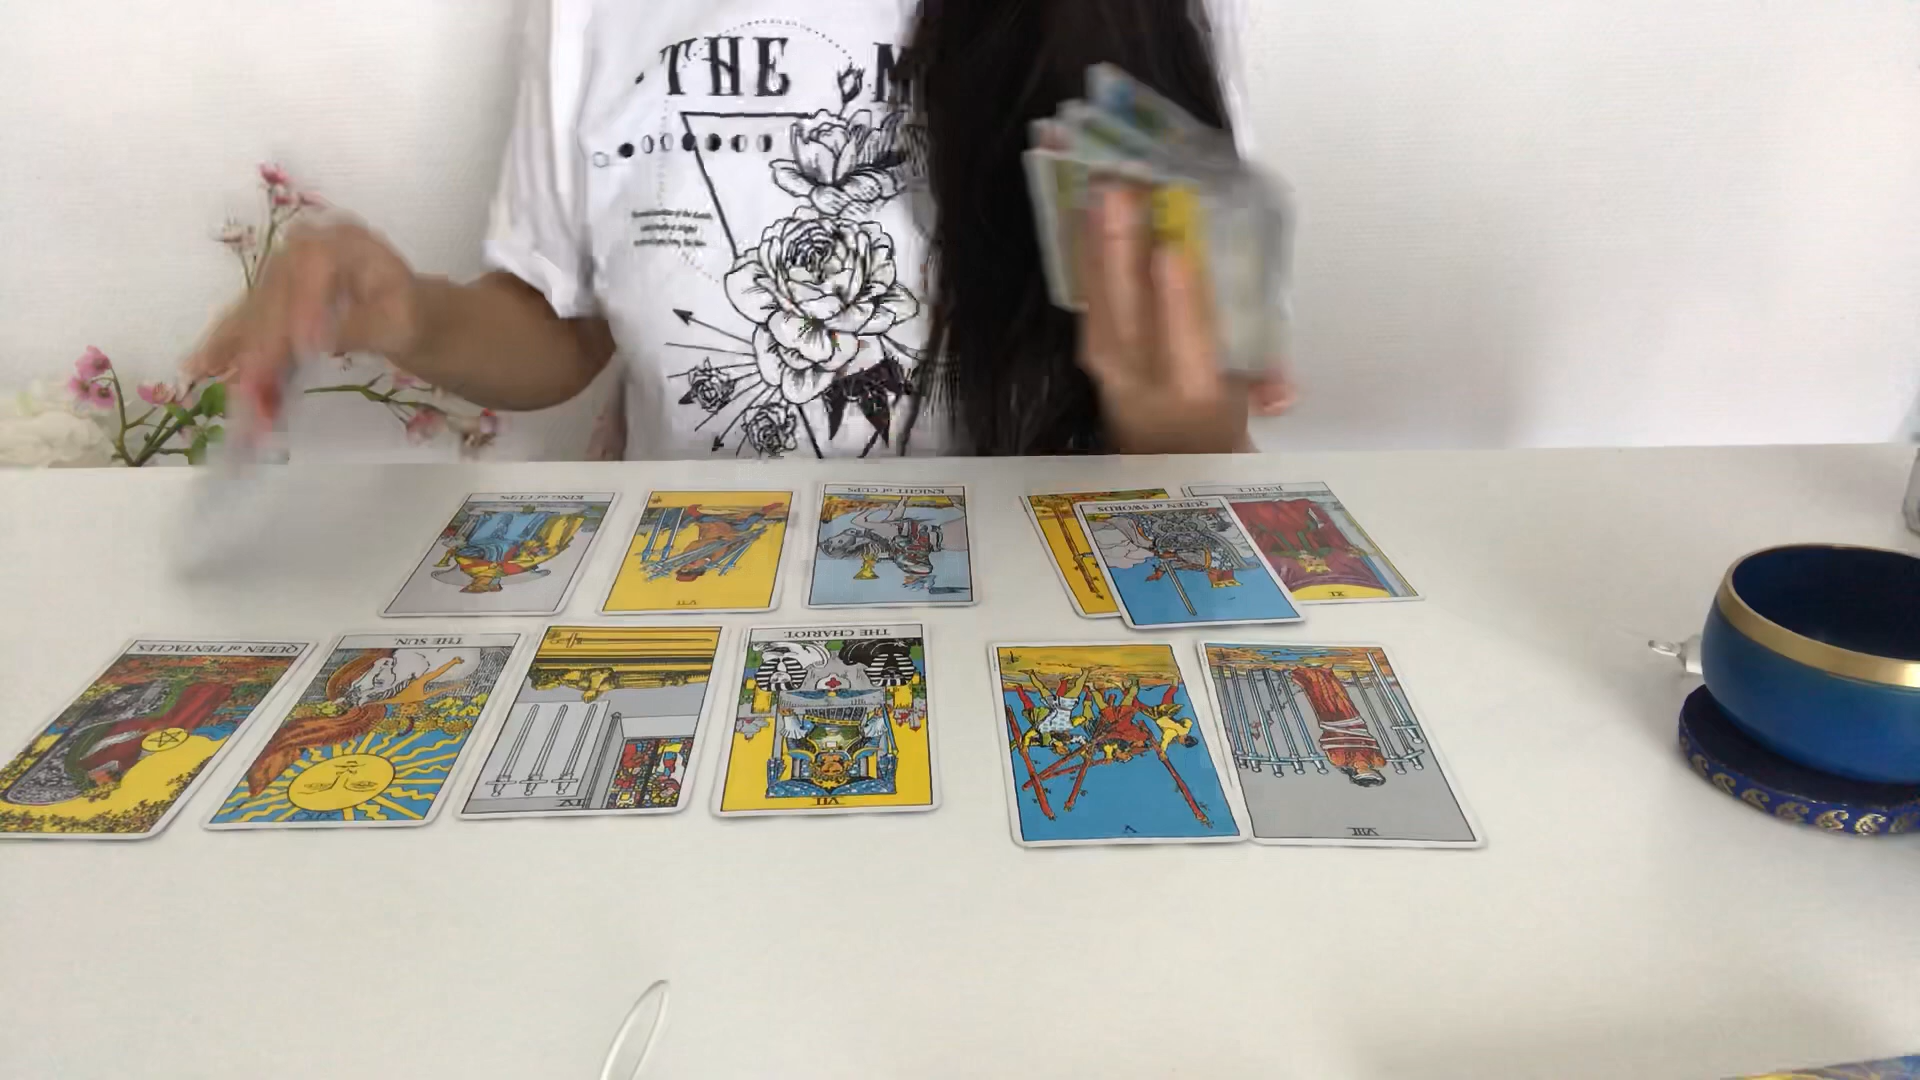 THE M
KING of CUPS
VII
KNIGHT of CUPS
QUEEN of SWORDS
JUSTICE
XI
QUEEN of PENTACLES
THE SUN.
XIX
IV
THE CHARIOT.
VII
V
VIII